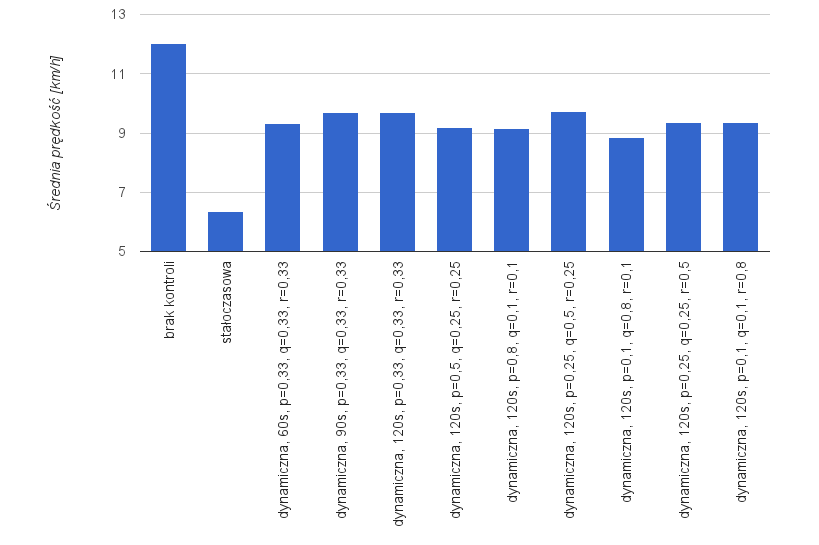 13
11
9
7
5
Średnia prędkość [km/h]
brak kontroli
stałoczasowa
dynamiczna, 60s, p=0,33, q=0,33, r=0,33
dynamiczna, 90s, p=0,33, q=0,33, r=0,33
dynamiczna, 120s, p=0,33, q=0,33, r=0,33
dynamiczna, 120s, p=0,5, q=0,25, r=0,25
dynamiczna, 120s, p=0,8, q=0,1, r=0,1
dynamiczna, 120s, p=0,25, q=0,5, r=0,25
dynamiczna, 120s, p=0,1, q=0,8, r=0,1
dynamiczna, 120s, p=0,25, q=0,25, r=0,5
dynamiczna, 120s, p=0,1, q=0,1, r=0,8